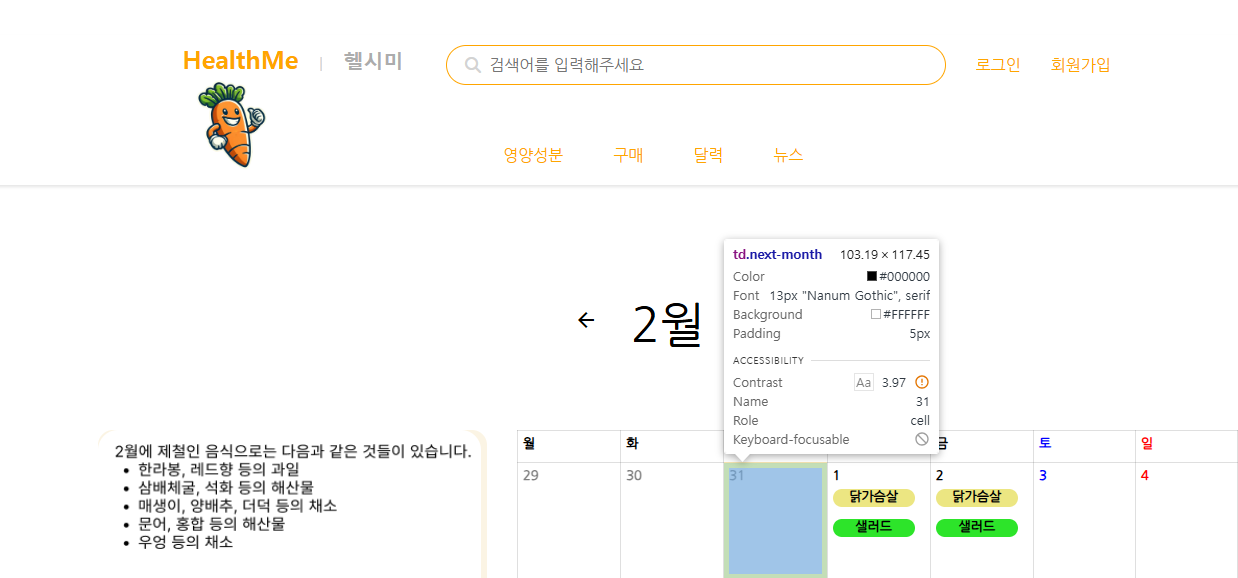 HealthMe | 헬시미
검색어를 입력해주세요
로그인 회원가입
영양성분 구매 달력 뉴스
td.next-month 103.19 × 117.45
Color #000000
Font 13px "Nanum Gothic", serif
Background #FFFFFF
Padding 5px
ACCESSIBILITY
Contrast Aa 3.97
Name 31
Role cell
Keyboard-focusable
← 2월
2월에 제철인 음식으로는 다음과 같은 것들이 있습니다.
• 한라봉, 레드향 등의 과일
• 삼배체굴, 석화 등의 해산물
• 매생이, 양배추, 더덕 등의 채소
• 문어, 홍합 등의 해산물
• 우엉 등의 채소
월 화 금 토 일
29 30 31 1 2 3 4
닭가슴살 닭가슴살
샐러드 샐러드